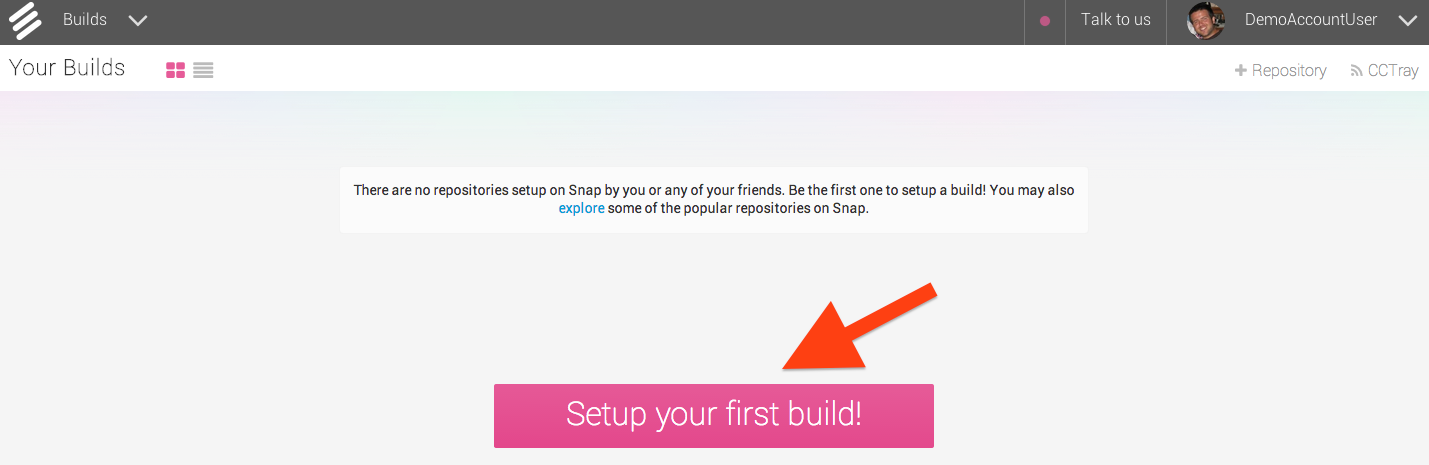 Builds
Talk to us
DemoAccountUser
Your Builds
Repository
CCTray
There are no repositories setup on Snap by you or any of your friends. Be the first one to setup a build! You may also
explore some of the popular repositories on Snap.
Setup your first build!